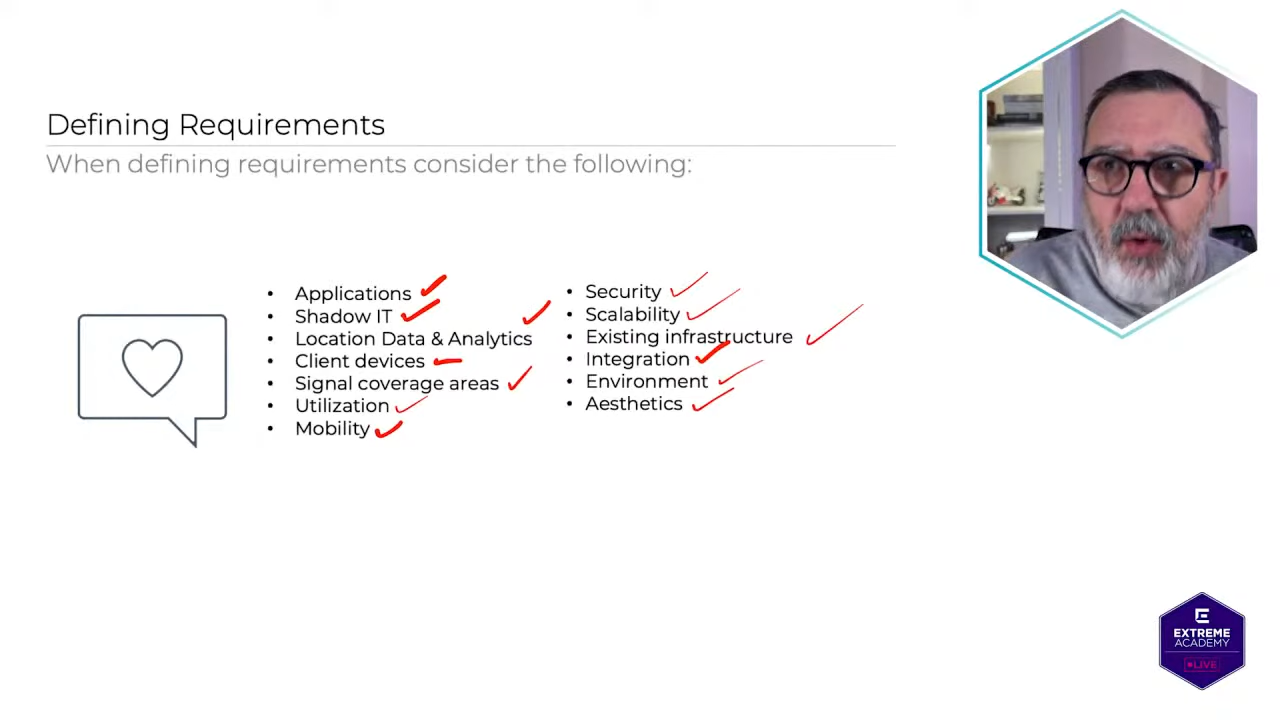 Defining Requirements
When defining requirements consider the following:
• Applications
• Shadow IT
• Location Data & Analytics
• Client devices
• Signal coverage areas
• Utilization
• Mobility
• Security
• Scalability
• Existing infrastructure
• Integration
• Environment
• Aesthetics
EXTREME
ACADEMY
LIVE